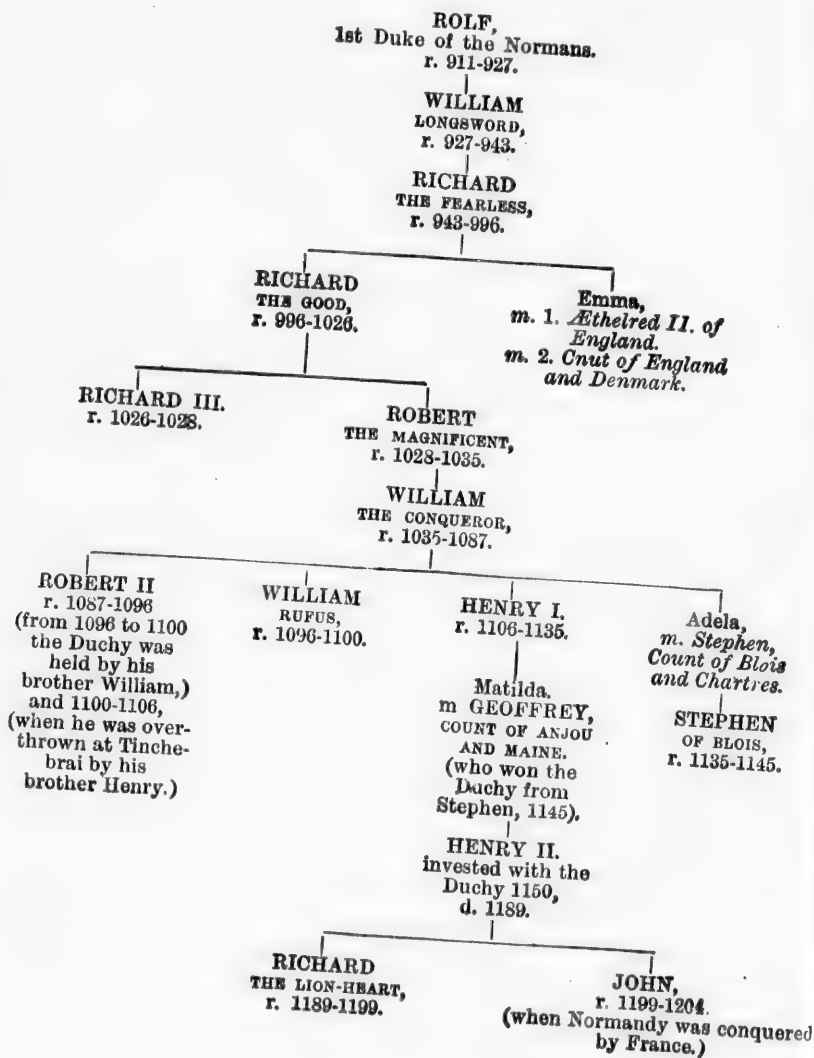 ROLF,
1st Duke of the Normans.
r. 911-927.
WILLIAM
LONGSWORD,
r. 927-943.
RICHARD
THE FEARLESS,
r. 943-996.
RICHARD
THE GOOD,
r. 996-1026.
Emma,
m. 1. Æthelred II. of
England.
m. 2. Cnut of England
and Denmark.
RICHARD III.
r. 1026-1028.
ROBERT
THE MAGNIFICENT,
r. 1028-1035.
WILLIAM
THE CONQUEROR,
r. 1035-1087.
ROBERT II
r. 1087-1096
(from 1096 to 1100
the Duchy was
held by his
brother William,)
and 1100-1106,
(when he was over-
thrown at Tinche-
brai by his
brother Henry.)
WILLIAM
RUFUS,
r. 1096-1100.
HENRY I.
r. 1106-1135.
Matilda.
m GEOFFREY,
COUNT OF ANJOU
AND MAINE.
(who won the
Duchy from
Stephen, 1145).
Adela,
m. Stephen,
Count of Blois
and Chartres.
STEPHEN
OF BLOIS,
r. 1135-1145.
HENRY II.
invested with the
Duchy 1150,
d. 1189.
RICHARD
THE LION-HEART,
r. 1189-1199.
JOHN,
r. 1199-1204.
(when Normandy was conquered
by France.)